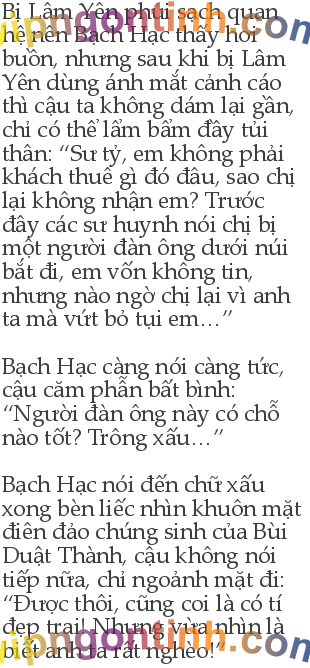 Bị Lâm Yên phủi sạch quan
hệ nên Bạch Hạc thấy hơi
buồn, nhưng sau khi bị Lâm
Yên dùng ánh mắt cảnh cáo
thì cậu ta không dám lại gần,
chỉ có thể lẩm bẩm đầy tủi
thân: “Sư tỷ, em không phải
khách thuê gì đó đâu, sao chị
lại không nhận em? Trước
đây các sư huynh nói chị bị
một người đàn ông dưới núi
bắt đi, em vốn không tin,
nhưng nào ngờ chị lại vì anh
ta mà vứt bỏ tụi em…”
Bạch Hạc càng nói càng tức,
cậu căm phẫn bất bình:
“Người đàn ông này có chỗ
nào tốt? Trông xấu…”
Bạch Hạc nói đến chữ xấu
xong bèn liếc nhìn khuôn mặt
điên đảo chúng sinh của Bùi
Duật Thành, cậu không nói
tiếp nữa, chỉ ngoảnh mặt đi:
“Được thôi, cũng coi là có tí
đẹp trai! Nhưng vừa nhìn là
biết anh ta rất nghèo!”
vipngontinh.com
vipngontinh.com